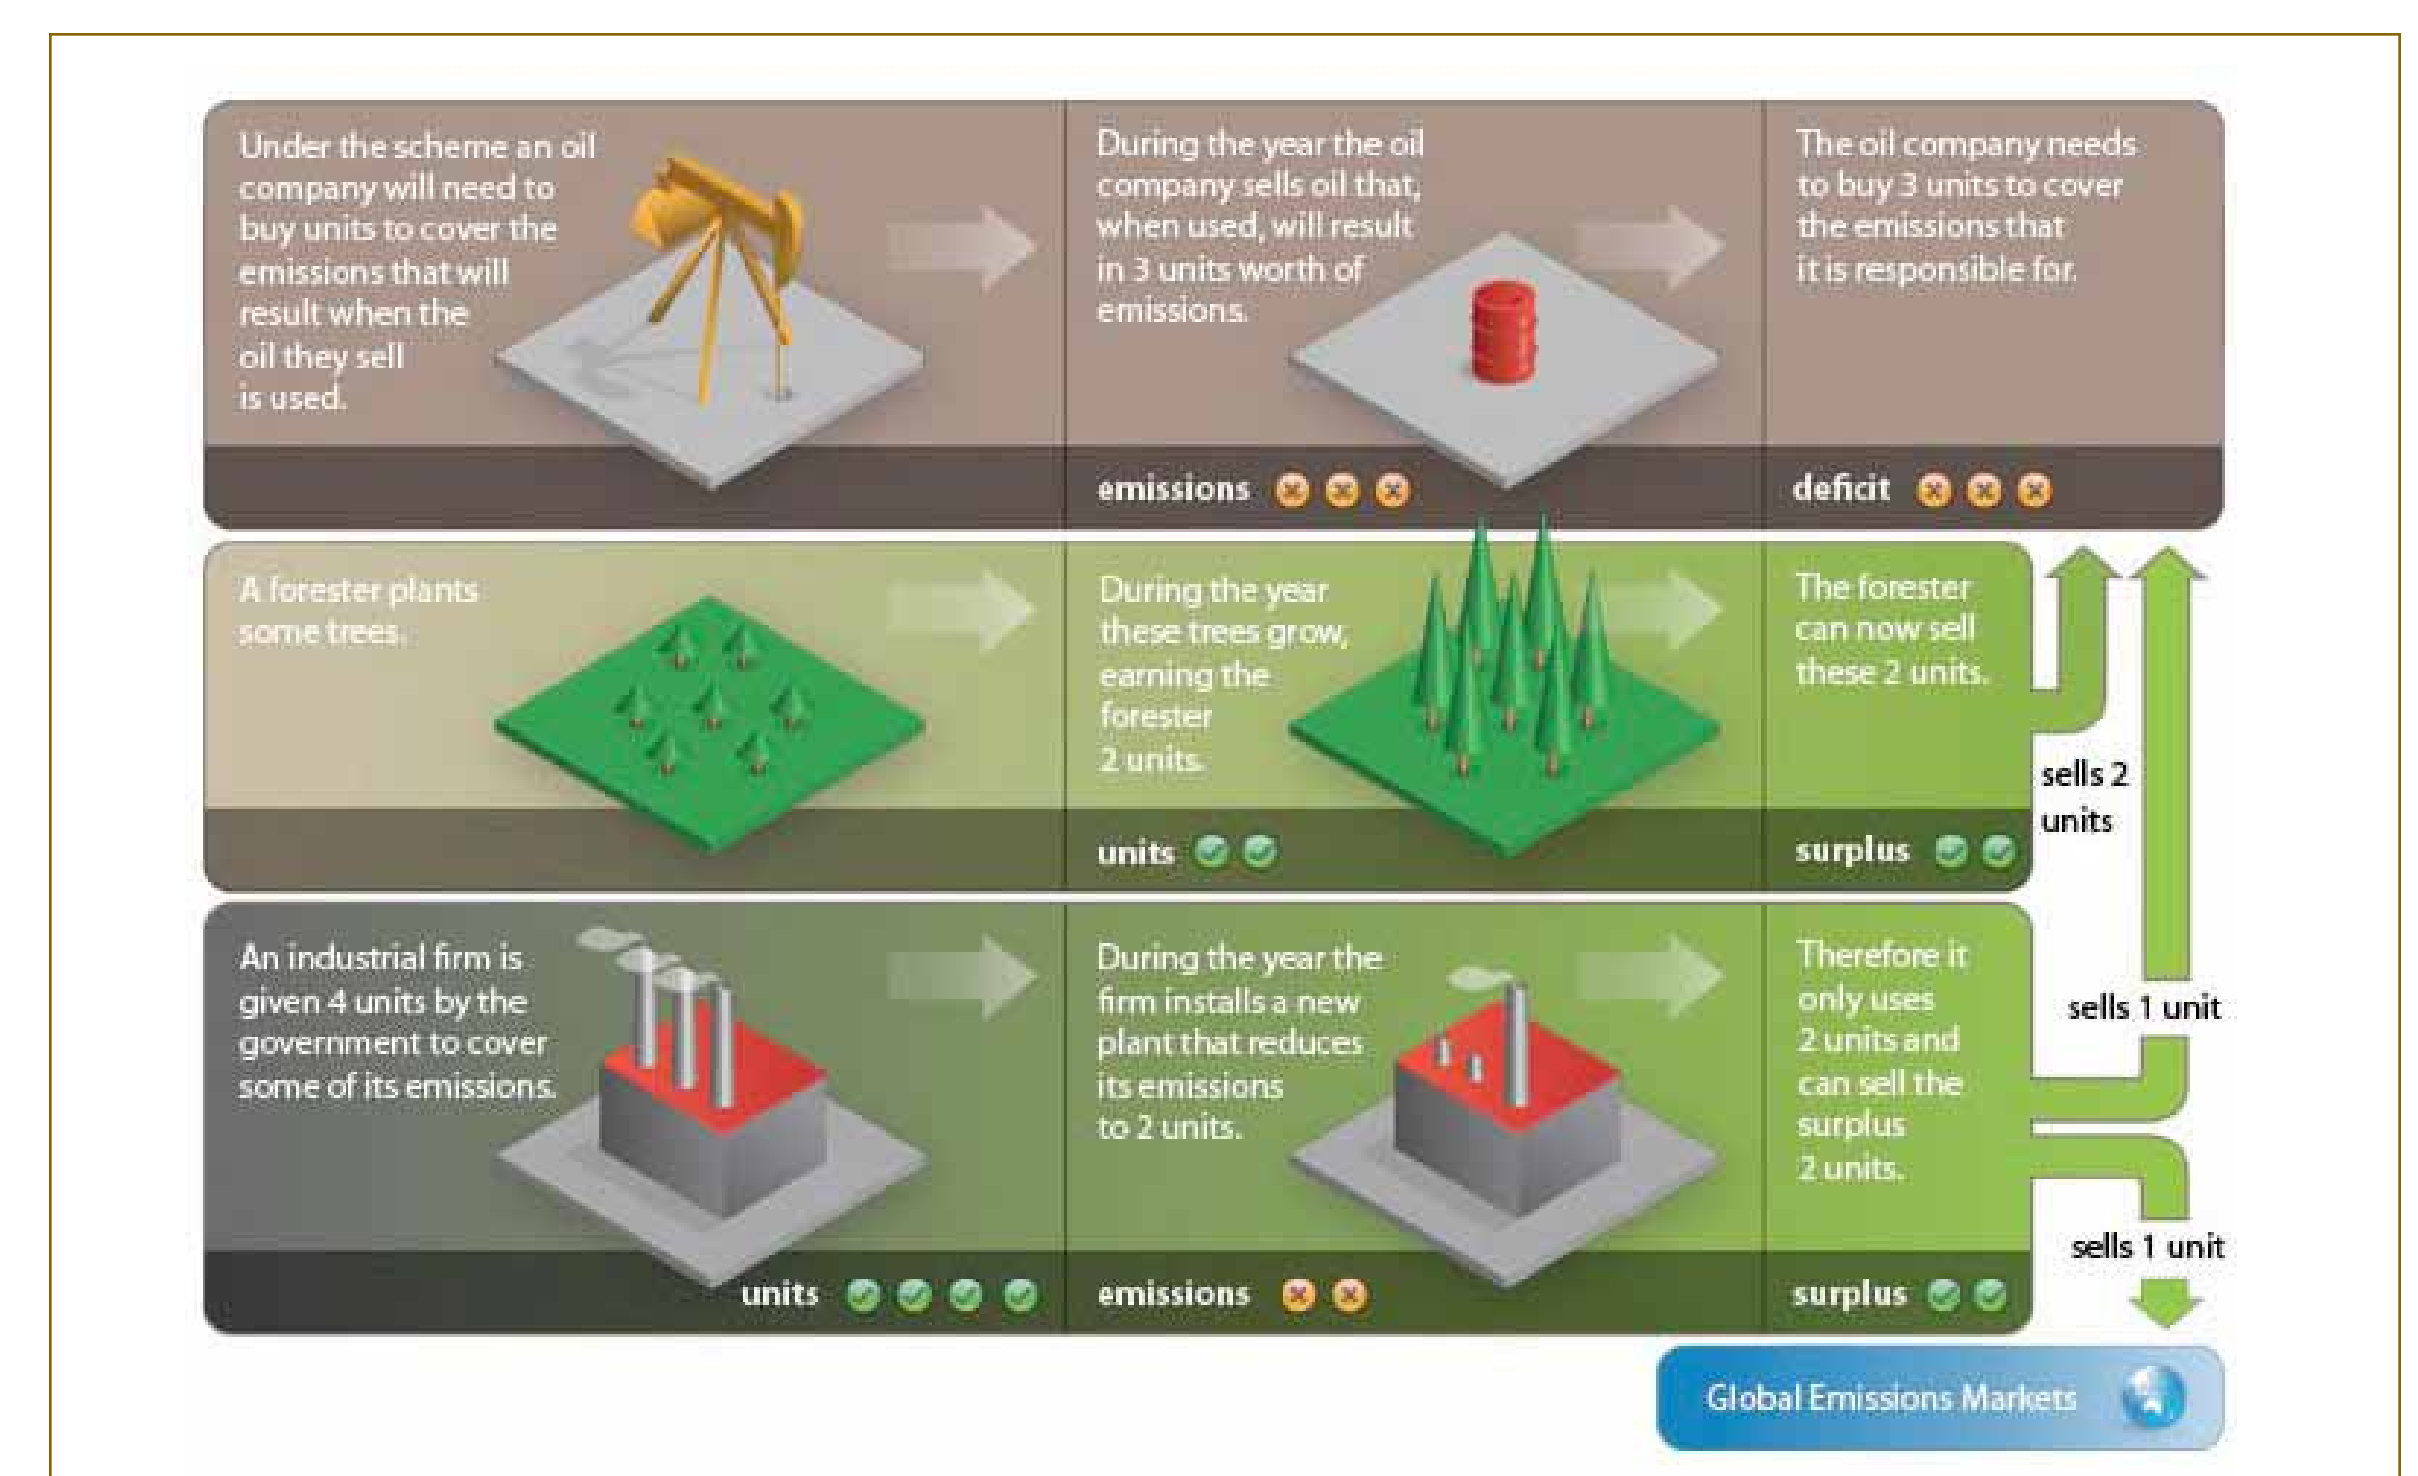 Under the scheme an oil
company will need to
buy units to cover the
emissions that will
result when the
oil they sell
is used.
During the year the oil
company sells oil that,
when used, will result
in 3 units worth of
emissions.
The oil company needs
to buy 3 units to cover
the emissions that
it is responsible for.
emissions
deficit
A forester plants
some trees.
During the year
these trees grow,
earning the
forester
2 units.
The forester
can now sell
these 2 units.
sells 2
units
units
surplus
An industrial firm is
given 4 units by the
government to cover
some of its emissions.
During the year the
firm installs a new
plant that reduces
its emissions
to 2 units.
Therefore it
only uses
2 units and
can sell the
surplus
2 units.
sells 1 unit
sells 1 unit
units
emissions
surplus
Global Emissions Markets